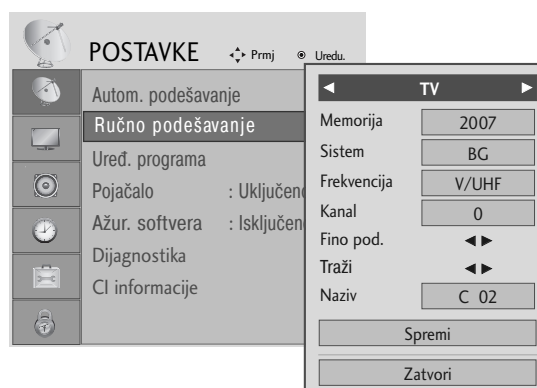 POSTAVKE Prmj Uredu.
Autom. podešavanje
Ručno podešavanje
Uređ. programa
Pojačalo : Uključeno
Ažur. softvera : Isključeno
Dijagnostika
CI informacije
TV
Memorija 2007
Sistem BG
Frekvencija V/UHF
Kanal 0
Fino pod.
Traži
Naziv C 02
Spremi
Zatvori